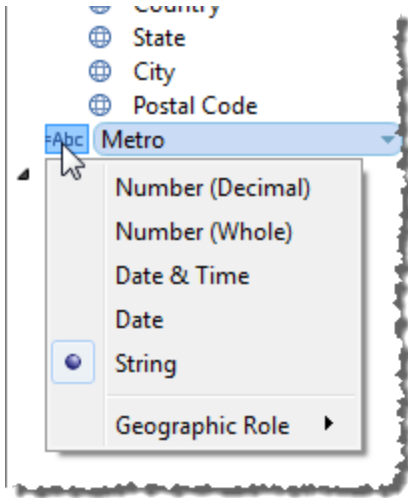 Country
State
City
Postal Code
=Abc Metro
Number (Decimal)
Number (Whole)
Date & Time
Date
String
Geographic Role